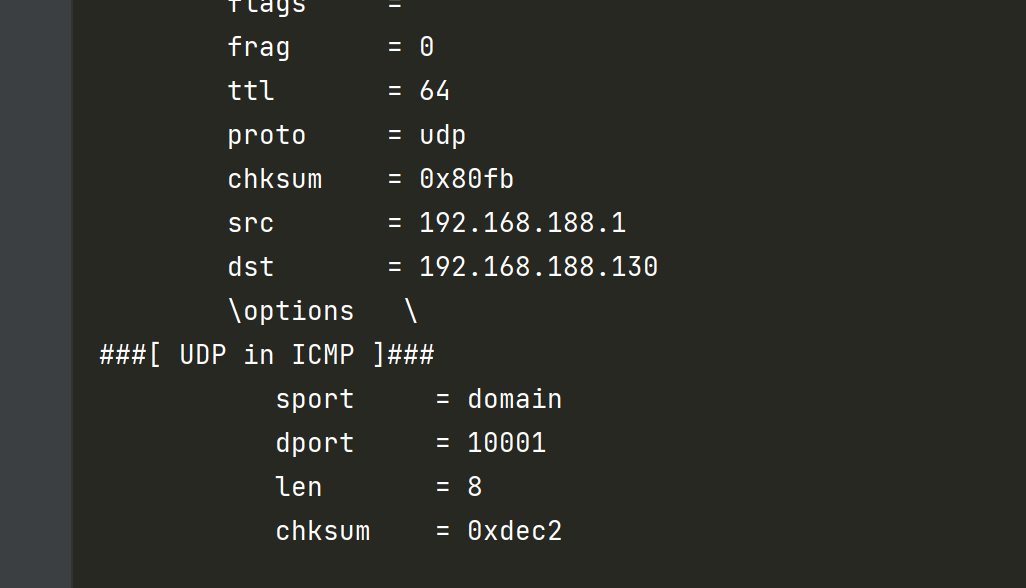 flags     =
frag      = 0
ttl       = 64
proto     = udp
chksum    = 0x80fb
src       = 192.168.188.1
dst       = 192.168.188.130
\options   \
###[ UDP in ICMP ]###
sport     = domain
dport     = 10001
len       = 8
chksum    = 0xdec2